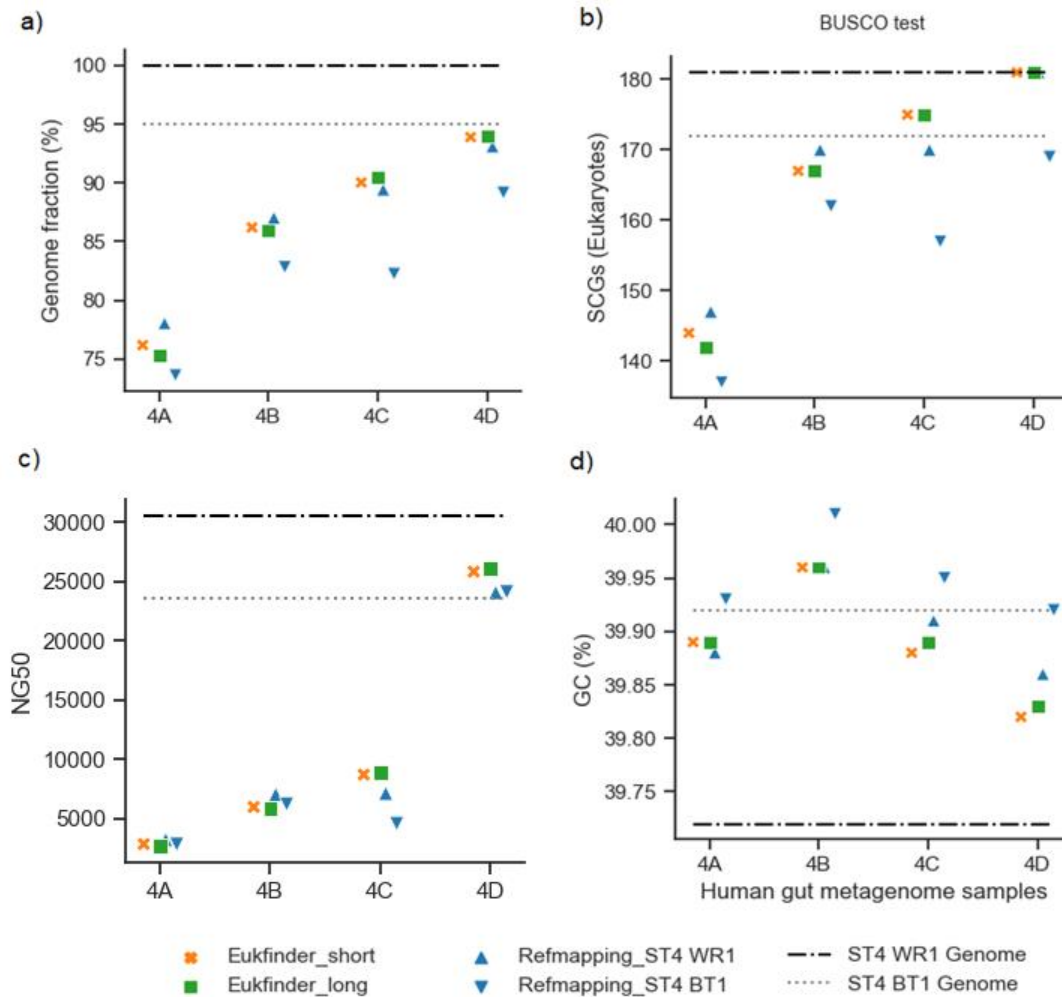 a)
Genome fraction (%)
100
95
90
85
80
75
4A 4B 4C 4D
b)
BUSCO test
SCGs (Eukaryotes)
180
170
160
150
140
4A 4B 4C 4D
c)
NG50
30000
25000
20000
15000
10000
5000
4A 4B 4C 4D
d)
GC (%)
40.00
39.95
39.90
39.85
39.80
39.75
4A 4B 4C 4D
Human gut metagenome samples
Eukfinder_short
Eukfinder_long
Refmapping_ST4 WR1
Refmapping_ST4 BT1
ST4 WR1 Genome
ST4 BT1 Genome